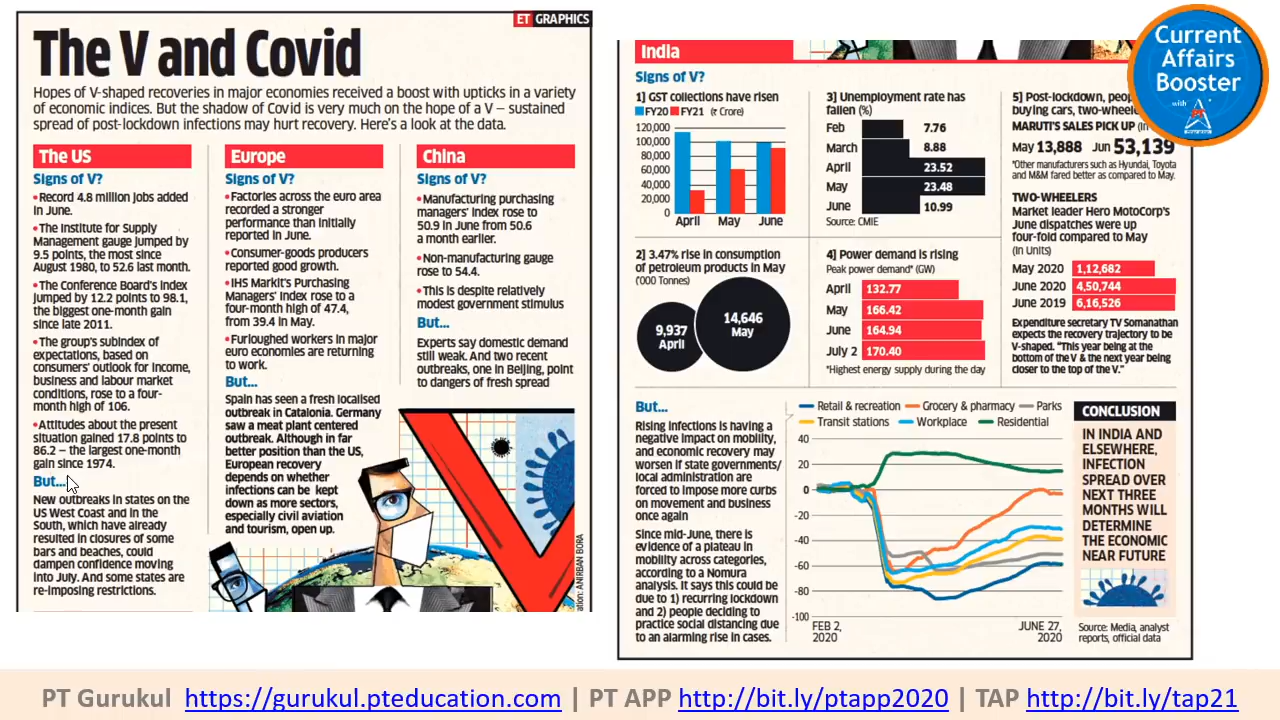 ET GRAPHICS
The V and Covid
Hopes of V-shaped recoveries in major economies received a boost with upticks in a variety
of economic indices. But the shadow of Covid is very much on the hope of a V – sustained
spread of post-lockdown infections may hurt recovery. Here's a look at the data.
The US
Signs of V?
•Record 4.8 million jobs added
in June.
•The Institute for Supply
Management gauge jumped by
9.5 points, the most since
August 1980, to 52.6 last month.
•The Conference Board's Index
jumped by 12.2 points to 98.1,
the biggest one-month gain
since late 2011.
•The group's subindex of
expectations, based on
consumers' outlook for income,
business and labour market
conditions, rose to a four-
month high of 106.
•Attitudes about the present
situation gained 17.8 points to
86.2 – the largest one-month
gain since 1974.
But...
New outbreaks in states on the
US West Coast and in the
South, which have already
resulted in closures of some
bars and beaches, could
dampen confidence moving
into July. And some states are
re-imposing restrictions.
Europe
Signs of V?
•Factories across the euro area
recorded a stronger
performance than initially
reported in June.
•Consumer-goods producers
reported good growth.
•IHS Markit's Purchasing
Managers' Index rose to a
four-month high of 47.4,
from 39.4 in May.
•Furloughed workers in major
euro economies are returning
to work.
But...
Spain has seen a fresh localised
outbreak in Catalonia. Germany
saw a meat plant centered
outbreak. Although in far
better position than the US,
European recovery
depends on whether
infections can be kept
down as more sectors,
especially civil aviation
and tourism, open up.
China
Signs of V?
•Manufacturing purchasing
managers' index rose to
50.9 in June from 50.6
a month earlier.
•Non-manufacturing gauge
rose to 54.4.
•This is despite relatively
modest government stimulus
But...
Experts say domestic demand
still weak. And two recent
outbreaks, one in Beijing, point
to dangers of fresh spread
ation: ANIRBAN BORA
India
Signs of V?
1] GST collections have risen
FY20 FY21 (₹ Crore)
120,000
100,000
80,000
60,000
40,000
20,000
0
April May June
2] 3.47% rise in consumption
of petroleum products in May
('000 Tonnes)
9,937
April
14,646
May
3] Unemployment rate has
fallen (%)
Feb 7.76
March 8.88
April 23.52
May 23.48
June 10.99
Source: CMIE
4] Power demand is rising
Peak power demand* (GW)
April 132.77
May 166.42
June 164.94
July 2 170.40
*Highest energy supply during the day
5] Post-lockdown, peop
buying cars, two-wheele
MARUTI'S SALES PICK UP (In
May 13,888 Jun 53,139
*Other manufacturers such as Hyundai, Toyota
and M&M fared better as compared to May.
TWO-WHEELERS
Market leader Hero MotoCorp's
June dispatches were up
four-fold compared to May
(In Units)
May 2020 1,12,682
June 2020 4,50,744
June 2019 6,16,526
Expenditure secretary TV Somanathan
expects the recovery trajectory to be
V-shaped. "This year being at the
bottom of the V & the next year being
closer to the top of the V."
But...
Rising infections is having a
negative impact on mobility,
and economic recovery may
worsen if state governments/
local administration are
forced to impose more curbs
on movement and business
once again
Since mid-June, there is
evidence of a plateau in
mobility across categories,
according to a Nomura
analysis. It says this could be
due to 1) recurring lockdown
and 2) people deciding to
practice social distancing due
to an alarming rise in cases.
Retail & recreation Grocery & pharmacy Parks
Transit stations Workplace Residential
40
20
0
-20
-40
-60
-80
-100
FEB 2, JUNE 27,
2020 2020
CONCLUSION
IN INDIA AND
ELSEWHERE,
INFECTION
SPREAD OVER
NEXT THREE
MONTHS WILL
DETERMINE
THE ECONOMIC
NEAR FUTURE
Source: Media, analyst
reports, official data
Current
Affairs
Booster
with PT
PT Gurukul https://gurukul.pteducation.com | PT APP http://bit.ly/ptapp2020 | TAP http://bit.ly/tap21